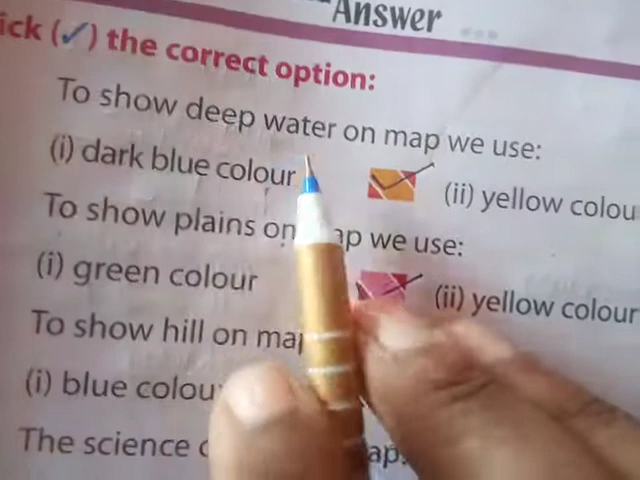 Answer
ick (✓) the correct option:
To show deep water on map we use:
(i) dark blue colour (ii) yellow colou
To show plains on ap we use:
(i) green colour (ii) yellow colour
To show hill on ma
(i) blue colou
The science ap.